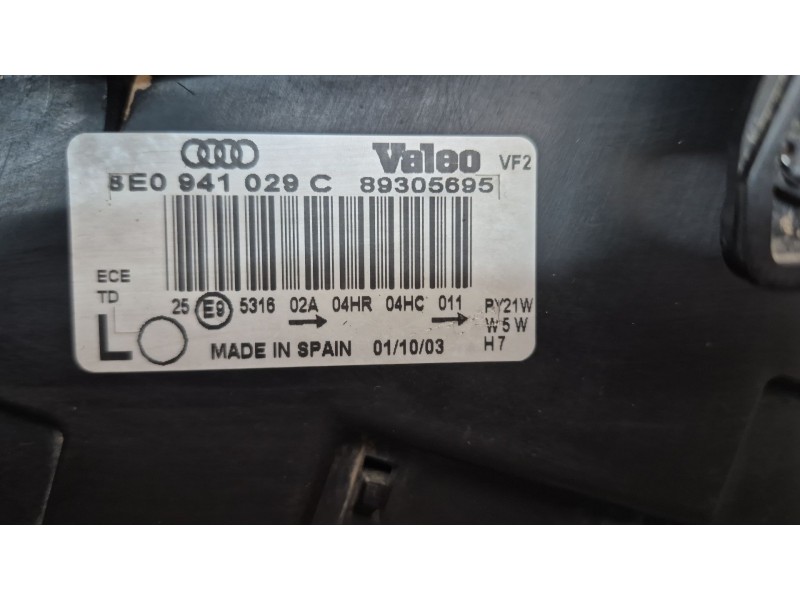 Valeo VF2
8E0 941 029 C 89305695
ECE
TD
25 E9 5316 02A 04HR 04HC 011 PY21W
W5W
L MADE IN SPAIN 01/10/03 H7